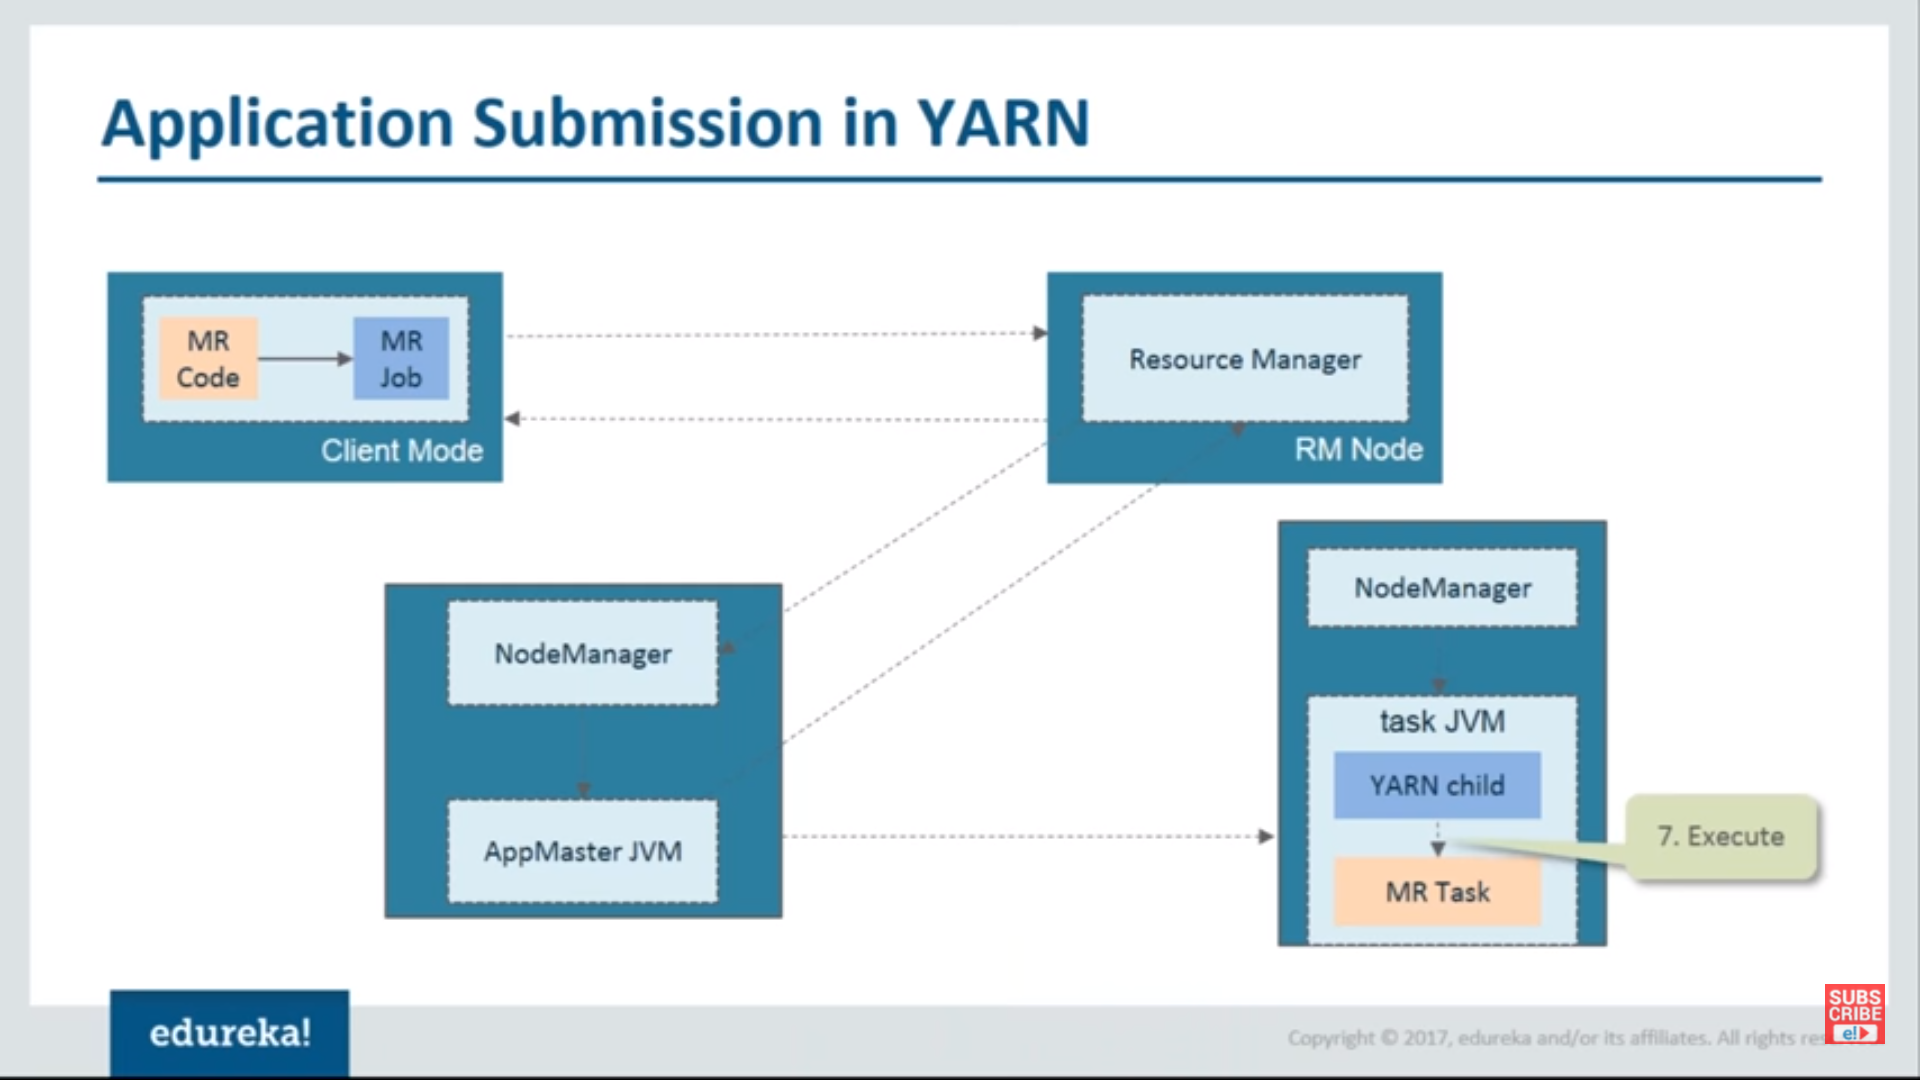 Application Submission in YARN
MR
Code
MR
Job
Client Mode
Resource Manager
RM Node
NodeManager
AppMaster JVM
NodeManager
task JVM
YARN child
MR Task
7. Execute
edureka!
Copyright © 2017, edureka and/or its affiliates. All rights
SUBS
CRIBE
e!